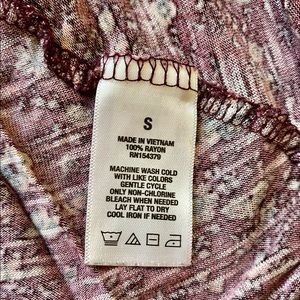 S
MADE IN VIETNAM
100% RAYON
RN154379
MACHINE WASH COLD
WITH LIKE COLORS
GENTLE CYCLE
ONLY NON-CHLORINE
BLEACH WHEN NEEDED
LAY FLAT TO DRY
COOL IRON IF NEEDED